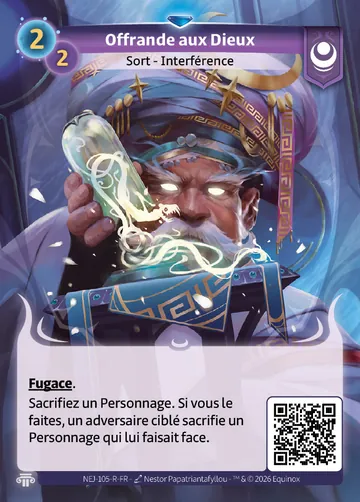 2
2
Offrande aux Dieux
Sort - Interférence
Fugace.
Sacrifiez un Personnage. Si vous le
faites, un adversaire ciblé sacrifie un
Personnage qui lui faisait face.
NEJ-105-R-FR - Nestor Papatriantafyllou - ™ & © 2026 Equinox